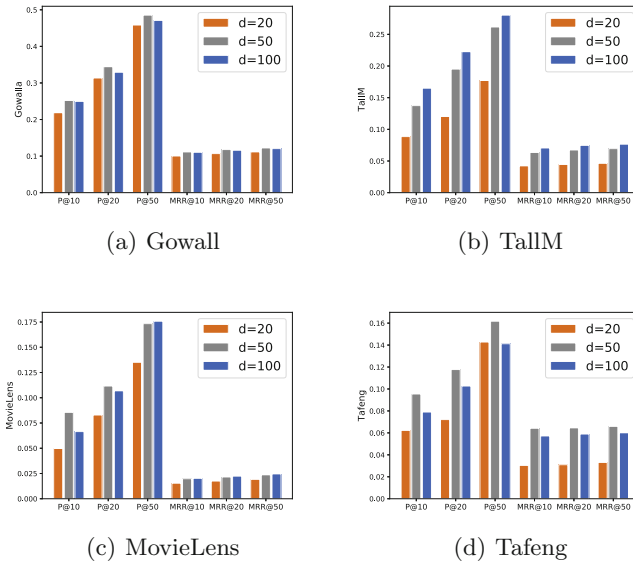 0.5
0.4
0.3
0.2
0.1
0.0
Gowalla
d=20
d=50
d=100
P@10 P@20 P@50 MRR@10 MRR@20 MRR@50
(a) Gowall
0.25
0.20
0.15
0.10
0.05
0.00
TallM
d=20
d=50
d=100
P@10 P@20 P@50 MRR@10 MRR@20 MRR@50
(b) TallM
0.175
0.150
0.125
0.100
0.075
0.050
0.025
0.000
MovieLens
d=20
d=50
d=100
P@10 P@20 P@50 MRR@10 MRR@20 MRR@50
(c) MovieLens
0.16
0.14
0.12
0.10
0.08
0.06
0.04
0.02
0.00
Tafeng
d=20
d=50
d=100
P@10 P@20 P@50 MRR@10 MRR@20 MRR@50
(d) Tafeng